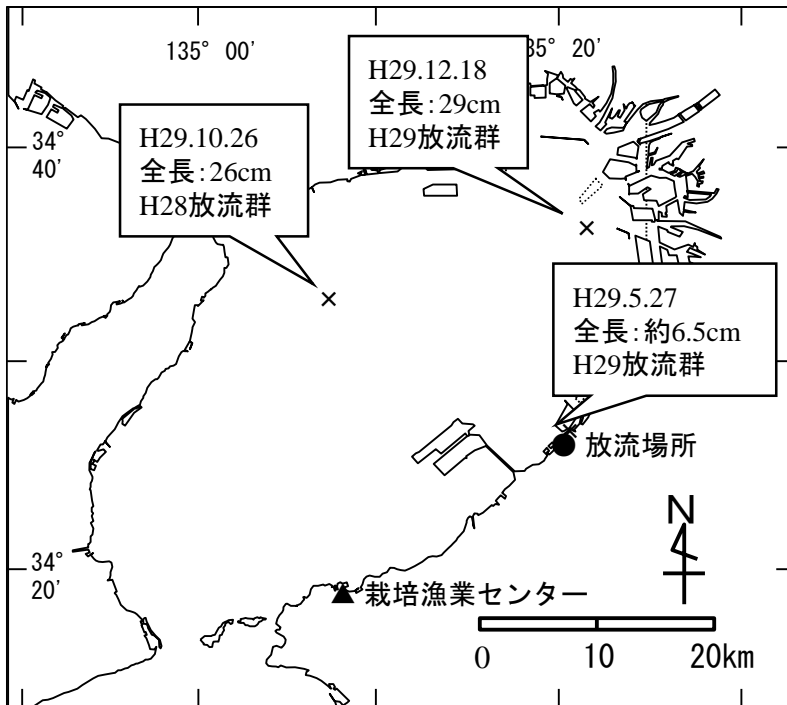 135° 00′
35° 20′
H29.12.18
全長:29cm
H29放流群
H29.10.26
全長:26cm
H28放流群
34°
40′
H29.5.27
全長:約6.5cm
H29放流群
放流場所
N
34°
20′
栽培漁業センター
0 10 20km